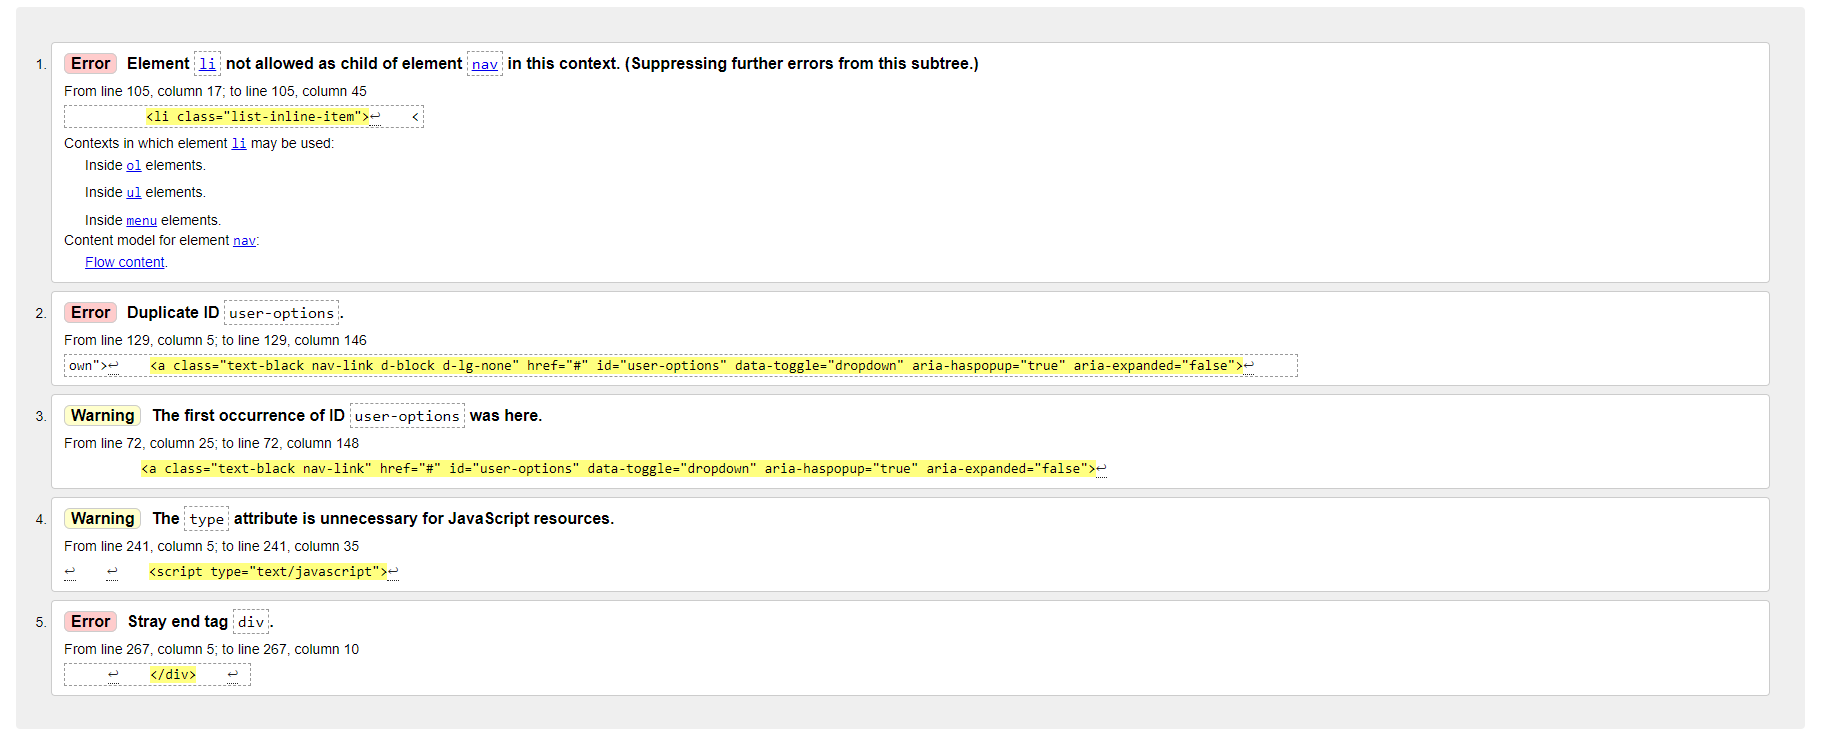 1. Error Element li not allowed as child of element nav in this context. (Suppressing further errors from this subtree.)
From line 105, column 17; to line 105, column 45
<li class="list-inline-item">↩ <
Contexts in which element li may be used:
Inside ol elements.
Inside ul elements.
Inside menu elements.
Content model for element nav:
Flow content.
2. Error Duplicate ID user-options.
From line 129, column 5; to line 129, column 146
own">↩ <a class="text-black nav-link d-block d-lg-none" href="#" id="user-options" data-toggle="dropdown" aria-haspopup="true" aria-expanded="false">↩
3. Warning The first occurrence of ID user-options was here.
From line 72, column 25; to line 72, column 148
<a class="text-black nav-link" href="#" id="user-options" data-toggle="dropdown" aria-haspopup="true" aria-expanded="false">↩
4. Warning The type attribute is unnecessary for JavaScript resources.
From line 241, column 5; to line 241, column 35
↩ ↩ <script type="text/javascript">↩
5. Error Stray end tag div.
From line 267, column 5; to line 267, column 10
↩ </div> ↩